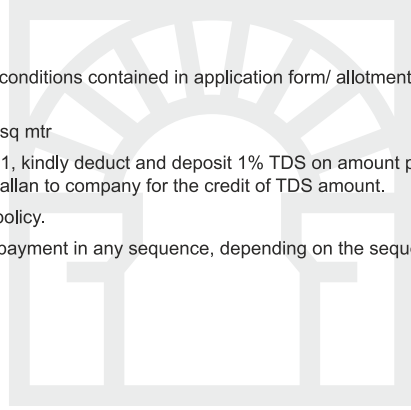 conditions contained in application form/ allotment
sq mtr
1, kindly deduct and deposit 1% TDS on amount
allan to company for the credit of TDS amount.
policy.
payment in any sequence, depending on the